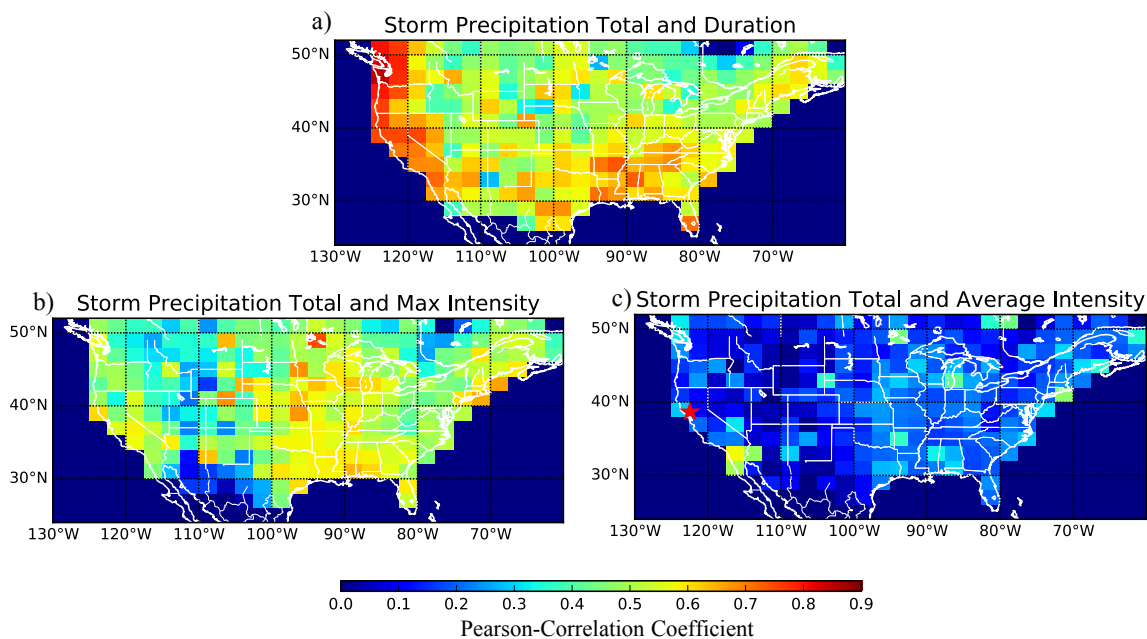 a) Storm Precipitation Total and Duration
50°N
40°N
30°N
130°W 120°W 110°W 100°W 90°W 80°W 70°W
b) Storm Precipitation Total and Max Intensity
50°N
40°N
30°N
130°W 120°W 110°W 100°W 90°W 80°W 70°W
c) Storm Precipitation Total and Average Intensity
50°N
40°N
30°N
130°W 120°W 110°W 100°W 90°W 80°W 70°W
0.0 0.1 0.2 0.3 0.4 0.5 0.6 0.7 0.8 0.9
Pearson-Correlation Coefficient